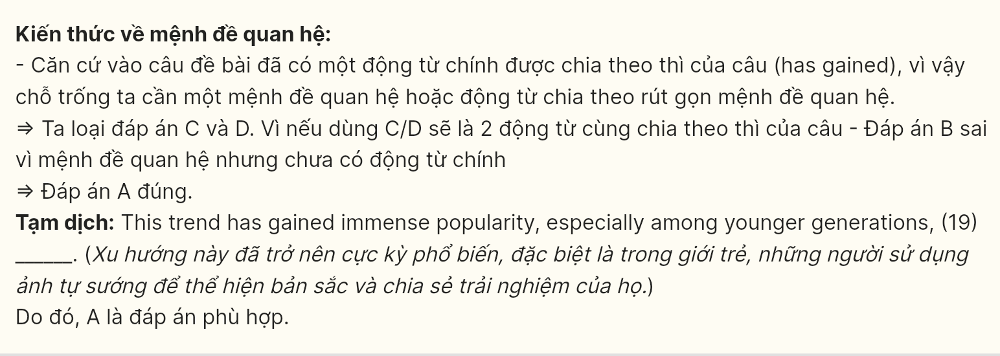 Kiến thức về mệnh đề quan hệ:
- Căn cứ vào câu đề bài đã có một động từ chính được chia theo thì của câu (has gained), vì vậy
chỗ trống ta cần một mệnh đề quan hệ hoặc động từ chia theo rút gọn mệnh đề quan hệ.
⇒ Ta loại đáp án C và D. Vì nếu dùng C/D sẽ là 2 động từ cùng chia theo thì của câu - Đáp án B sai
vì mệnh đề quan hệ nhưng chưa có động từ chính
⇒ Đáp án A đúng.
Tạm dịch: This trend has gained immense popularity, especially among younger generations, (19)
______. (Xu hướng này đã trở nên cực kỳ phổ biến, đặc biệt là trong giới trẻ, những người sử dụng
ảnh tự sướng để thể hiện bản sắc và chia sẻ trải nghiệm của họ.)
Do đó, A là đáp án phù hợp.